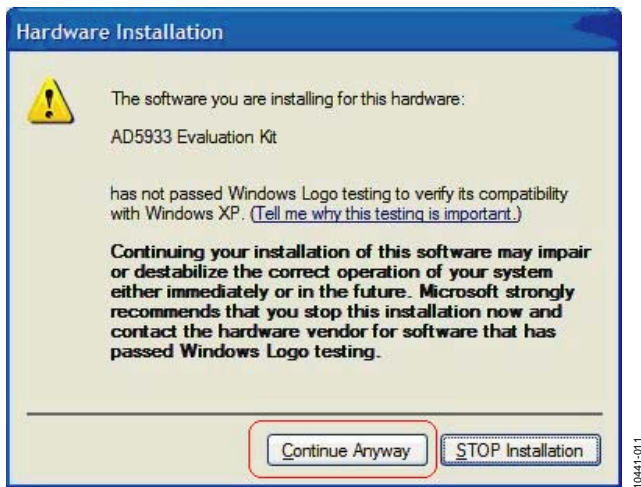 Hardware Installation
The software you are installing for this hardware:
AD5933 Evaluation Kit
has not passed Windows Logo testing to verify its compatibility
with Windows XP. (Tell me why this testing is important.)
Continuing your installation of this software may impair
or destabilize the correct operation of your system
either immediately or in the future. Microsoft strongly
recommends that you stop this installation now and
contact the hardware vendor for software that has
passed Windows Logo testing.
Continue Anyway
STOP Installation
10441-011